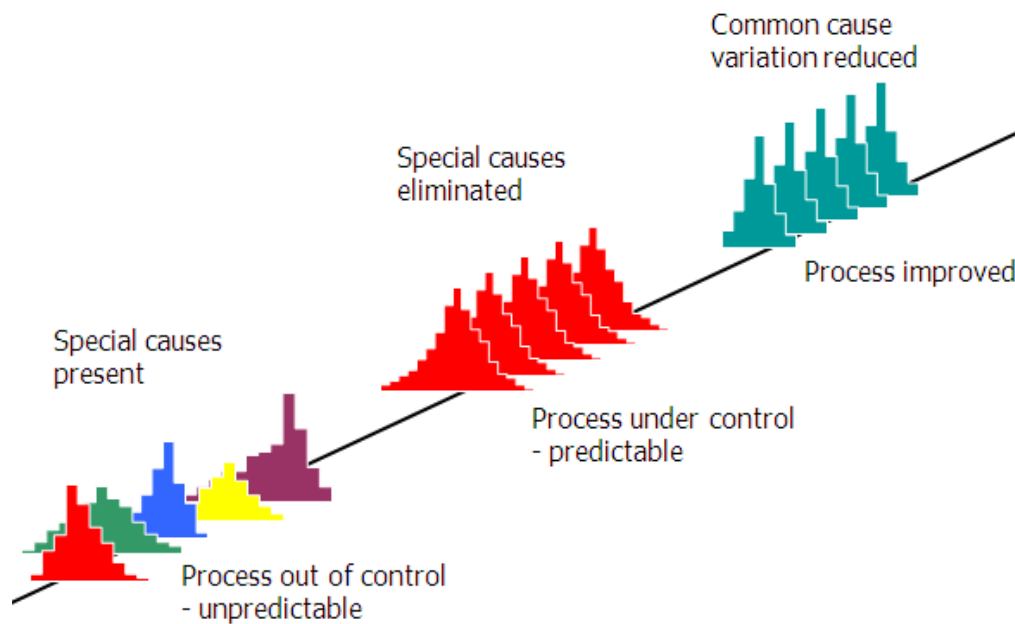 Common cause
variation reduced
Special causes
eliminated
Process improved
Special causes
present
Process under control
- predictable
Process out of control
- unpredictable